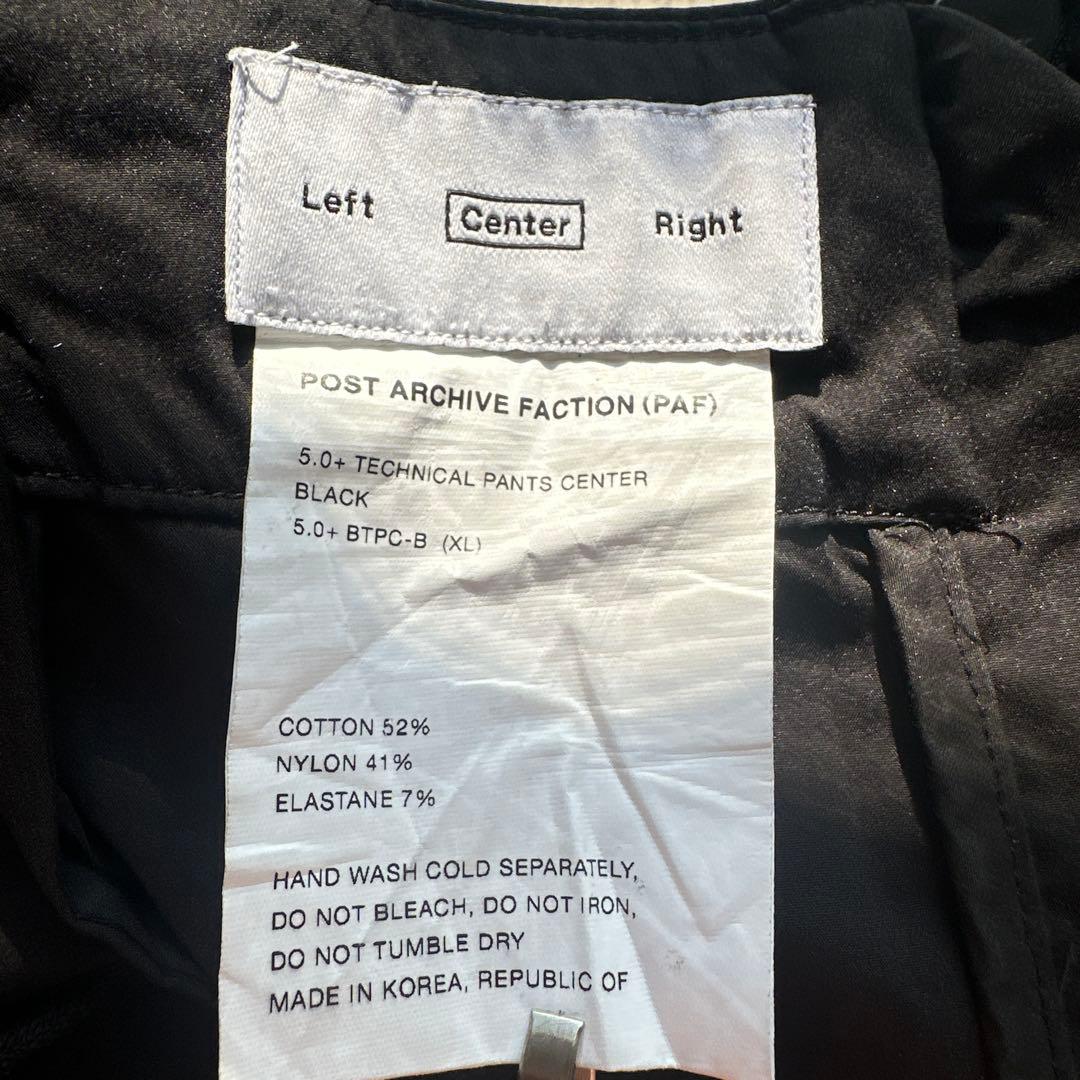 Left Center Right
POST ARCHIVE FACTION (PAF)
5.0+ TECHNICAL PANTS CENTER
BLACK
5.0+ BTPC-B (XL)
COTTON 52%
NYLON 41%
ELASTANE 7%
HAND WASH COLD SEPARATELY,
DO NOT BLEACH, DO NOT IRON,
DO NOT TUMBLE DRY
MADE IN KOREA, REPUBLIC OF